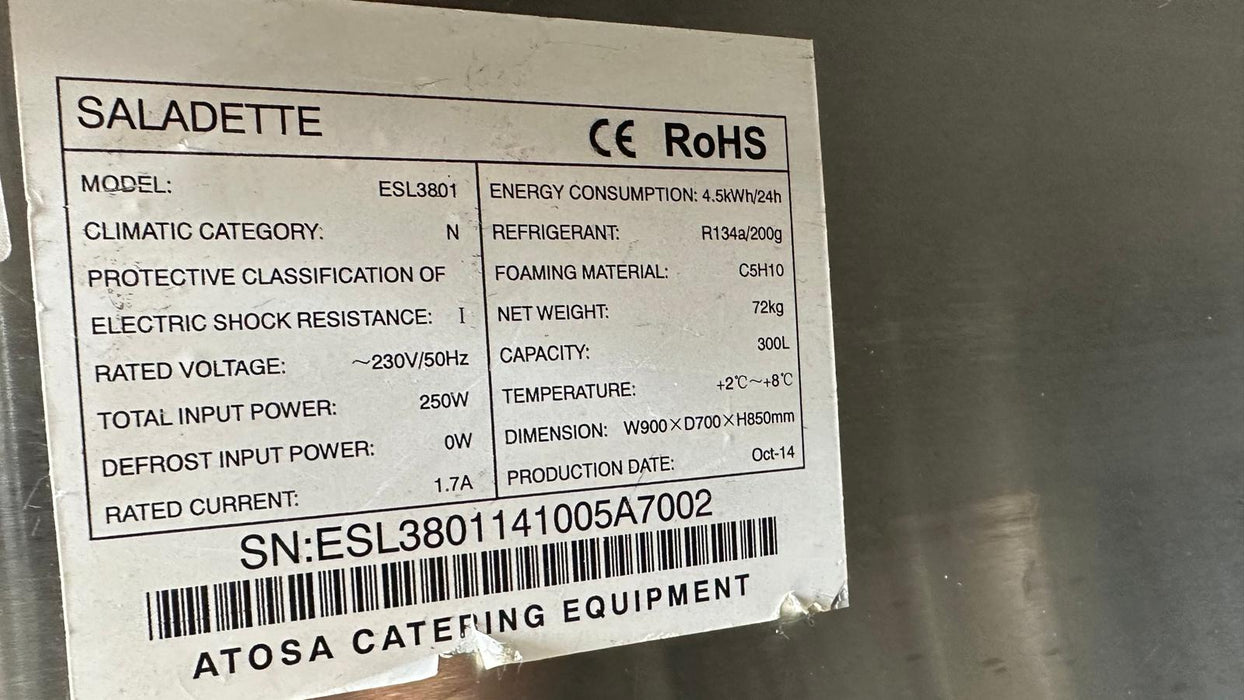 SALADETTE
CE RoHS
MODEL: ESL3801
CLIMATIC CATEGORY: N
PROTECTIVE CLASSIFICATION OF
ELECTRIC SHOCK RESISTANCE: I
RATED VOLTAGE: ～230V/50Hz
TOTAL INPUT POWER: 250W
DEFROST INPUT POWER: 0W
RATED CURRENT: 1.7A
ENERGY CONSUMPTION: 4.5kWh/24h
REFRIGERANT: R134a/200g
FOAMING MATERIAL: C5H10
NET WEIGHT: 72kg
CAPACITY: 300L
TEMPERATURE: +2℃～+8℃
DIMENSION: W900×D700×H850mm
PRODUCTION DATE: Oct-14
SN:ESL3801141005A7002
ATOSA CATERING EQUIPMENT